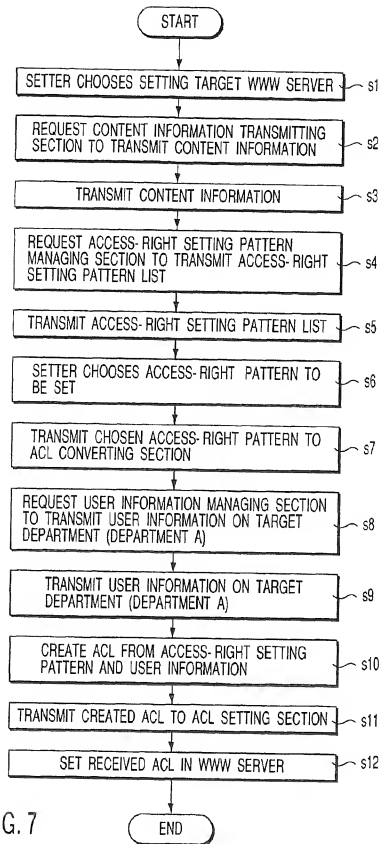 START
SETTER CHOOSES SETTING TARGET WWW SERVER
s1
REQUEST CONTENT INFORMATION TRANSMITTING
SECTION TO TRANSMIT CONTENT INFORMATION
s2
TRANSMIT CONTENT INFORMATION
s3
REQUEST ACCESS-RIGHT SETTING PATTERN
MANAGING SECTION TO TRANSMIT ACCESS-RIGHT
SETTING PATTERN LIST
s4
TRANSMIT ACCESS-RIGHT SETTING PATTERN LIST
s5
SETTER CHOOSES ACCESS-RIGHT PATTERN TO
BE SET
s6
TRANSMIT CHOSEN ACCESS-RIGHT PATTERN TO
ACL CONVERTING SECTION
s7
REQUEST USER INFORMATION MANAGING SECTION
TO TRANSMIT USER INFORMATION ON TARGET
DEPARTMENT (DEPARTMENT A)
s8
TRANSMIT USER INFORMATION ON TARGET
DEPARTMENT (DEPARTMENT A)
s9
CREATE ACL FROM ACCESS-RIGHT SETTING
PATTERN AND USER INFORMATION
s10
TRANSMIT CREATED ACL TO ACL SETTING SECTION
s11
SET RECEIVED ACL IN WWW SERVER
s12
G. 7
END